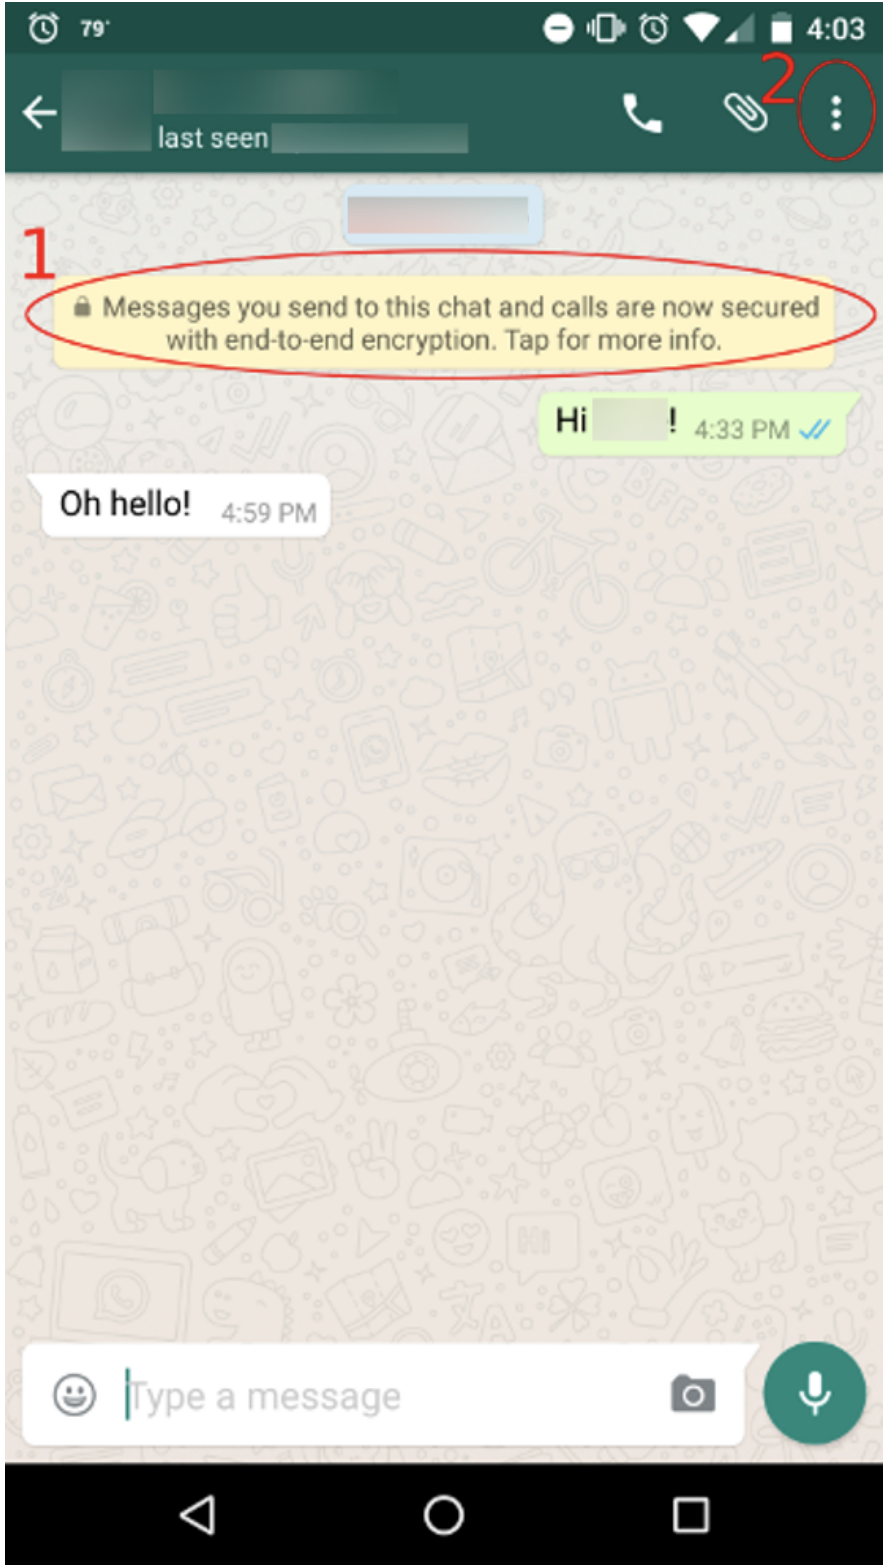 79°
4:03
2
last seen
1
Messages you send to this chat and calls are now secured
with end-to-end encryption. Tap for more info.
Hi ! 4:33 PM
Oh hello! 4:59 PM
Type a message